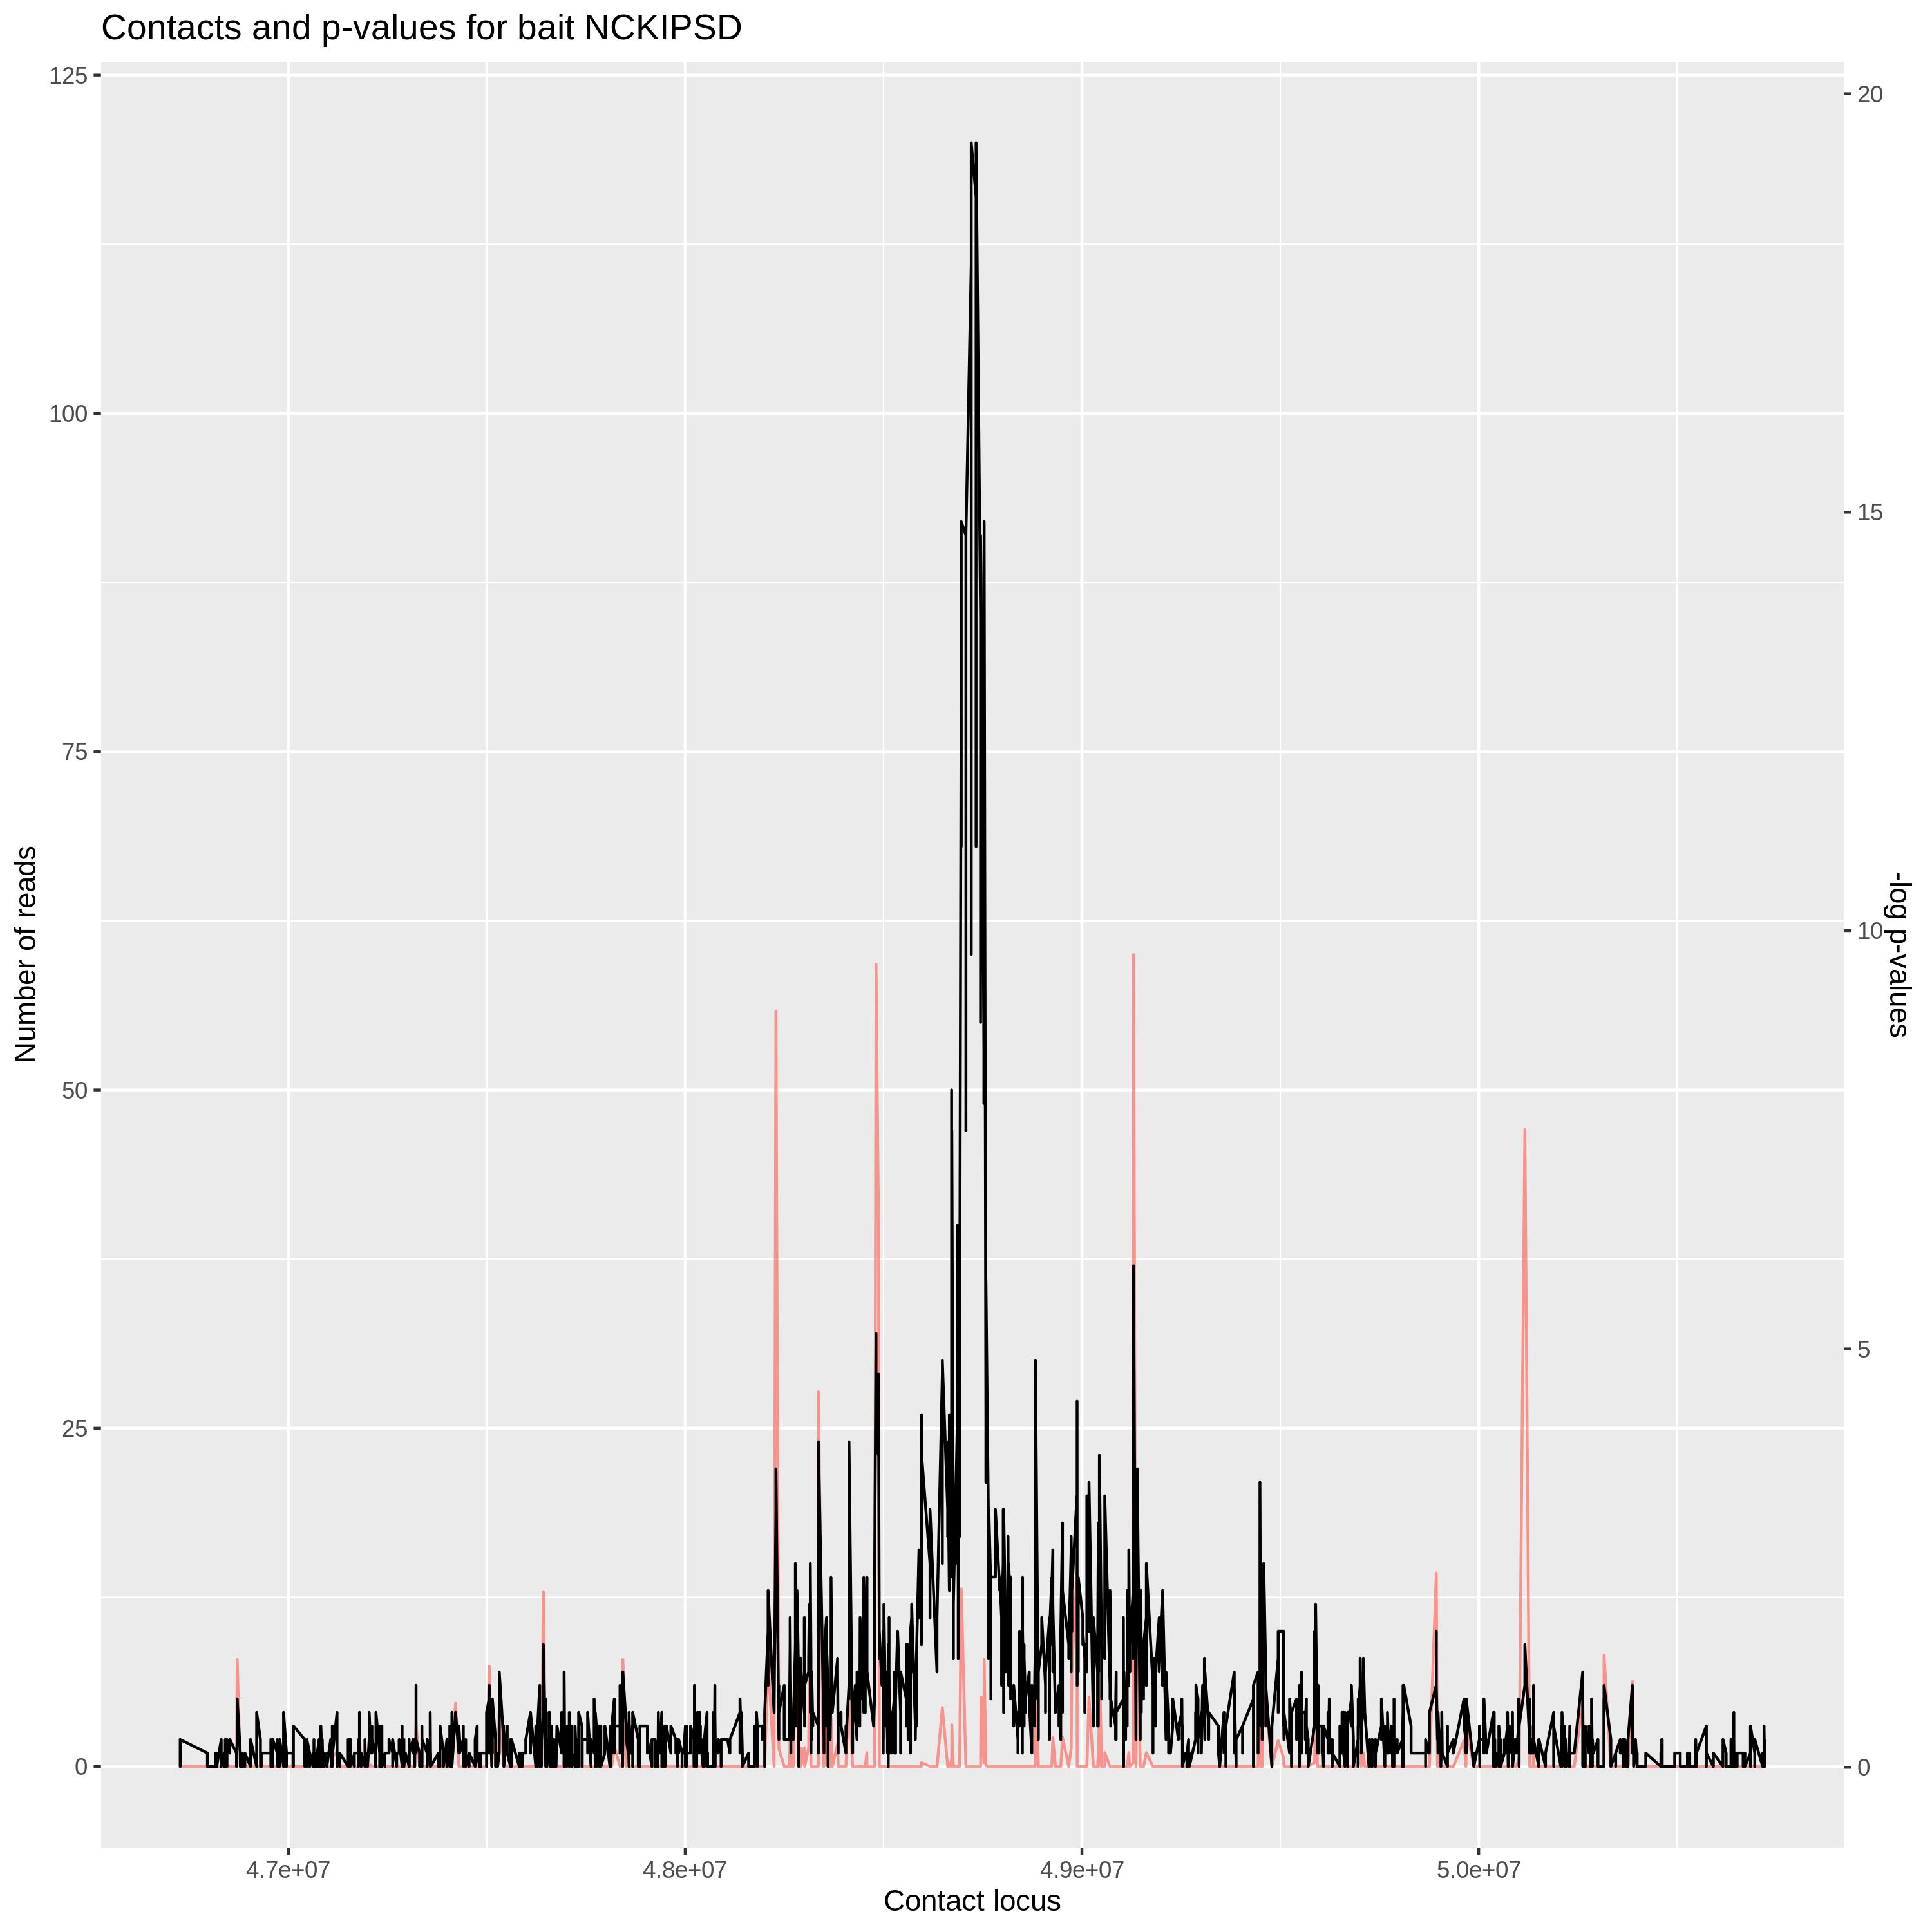 Contacts and p-values for bait NCKIPSD
125
100
75
50
25
0
Number of reads
20
15
10
5
0
-log p-values
4.7e+07
4.8e+07
4.9e+07
5.0e+07
Contact locus